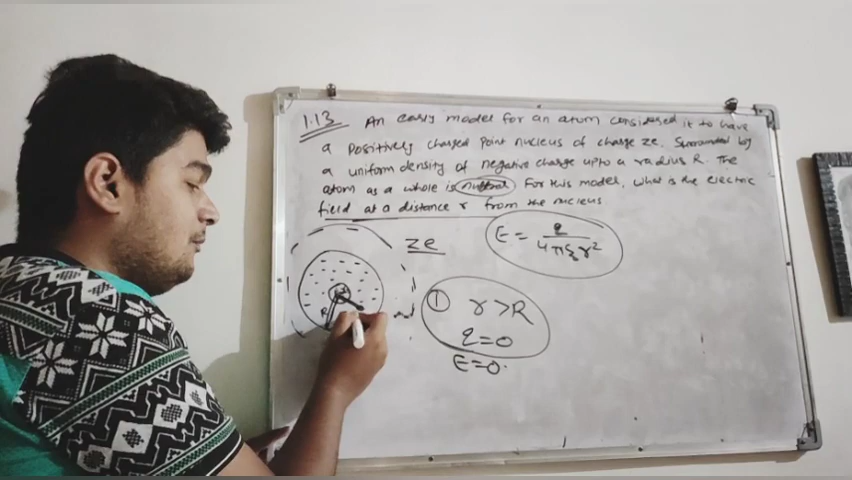 1.13 An early model for an atom considered it to have
a positively charged point nucleus of charge ze, Surrounded by
a uniform density of negative charge upto a radius R. The
atom as a whole is neutral For this model, what is the electric
field at a distance r from the nucleus
ze
E = q / 4πε₀r²
① r>R
q=0
E=0.
R